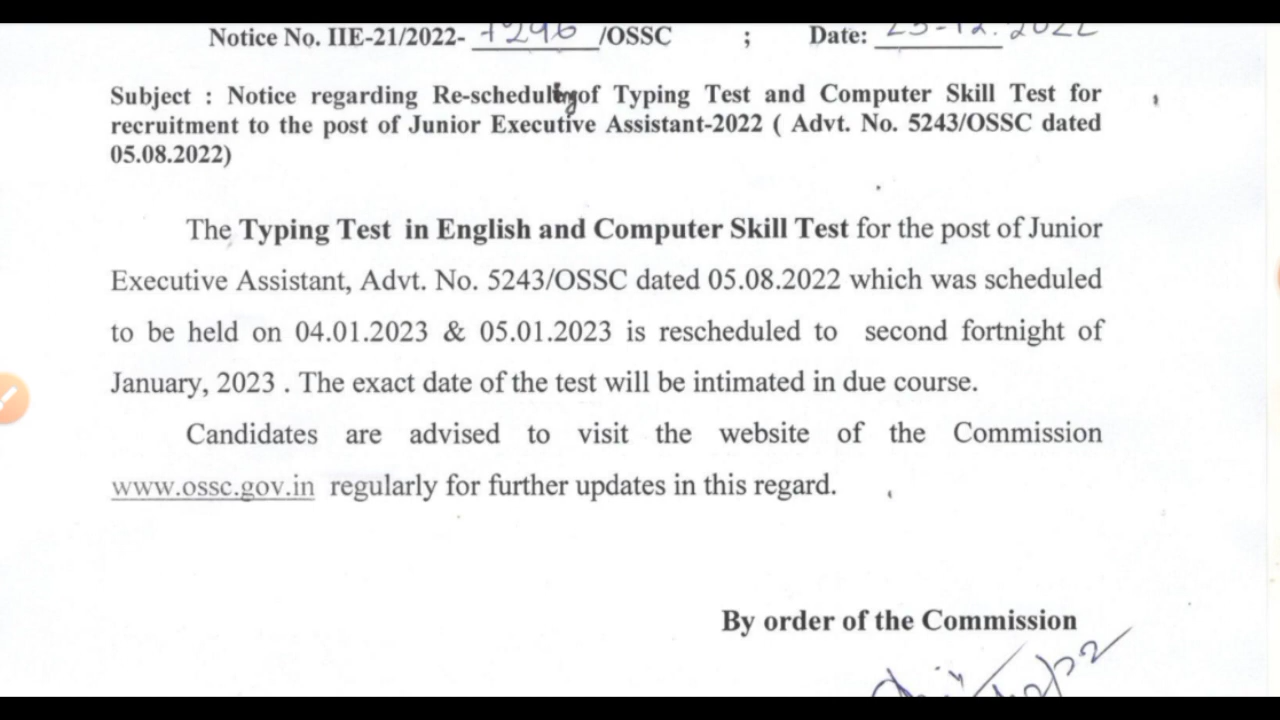 Notice No. IIE-21/2022- 7296 /OSSC ; Date: 23-12.2022
Subject : Notice regarding Re-scheduling of Typing Test and Computer Skill Test for
recruitment to the post of Junior Executive Assistant-2022 ( Advt. No. 5243/OSSC dated
05.08.2022)
The Typing Test in English and Computer Skill Test for the post of Junior
Executive Assistant, Advt. No. 5243/OSSC dated 05.08.2022 which was scheduled
to be held on 04.01.2023 & 05.01.2023 is rescheduled to second fortnight of
January, 2023 . The exact date of the test will be intimated in due course.
Candidates are advised to visit the website of the Commission
www.ossc.gov.in regularly for further updates in this regard.
By order of the Commission